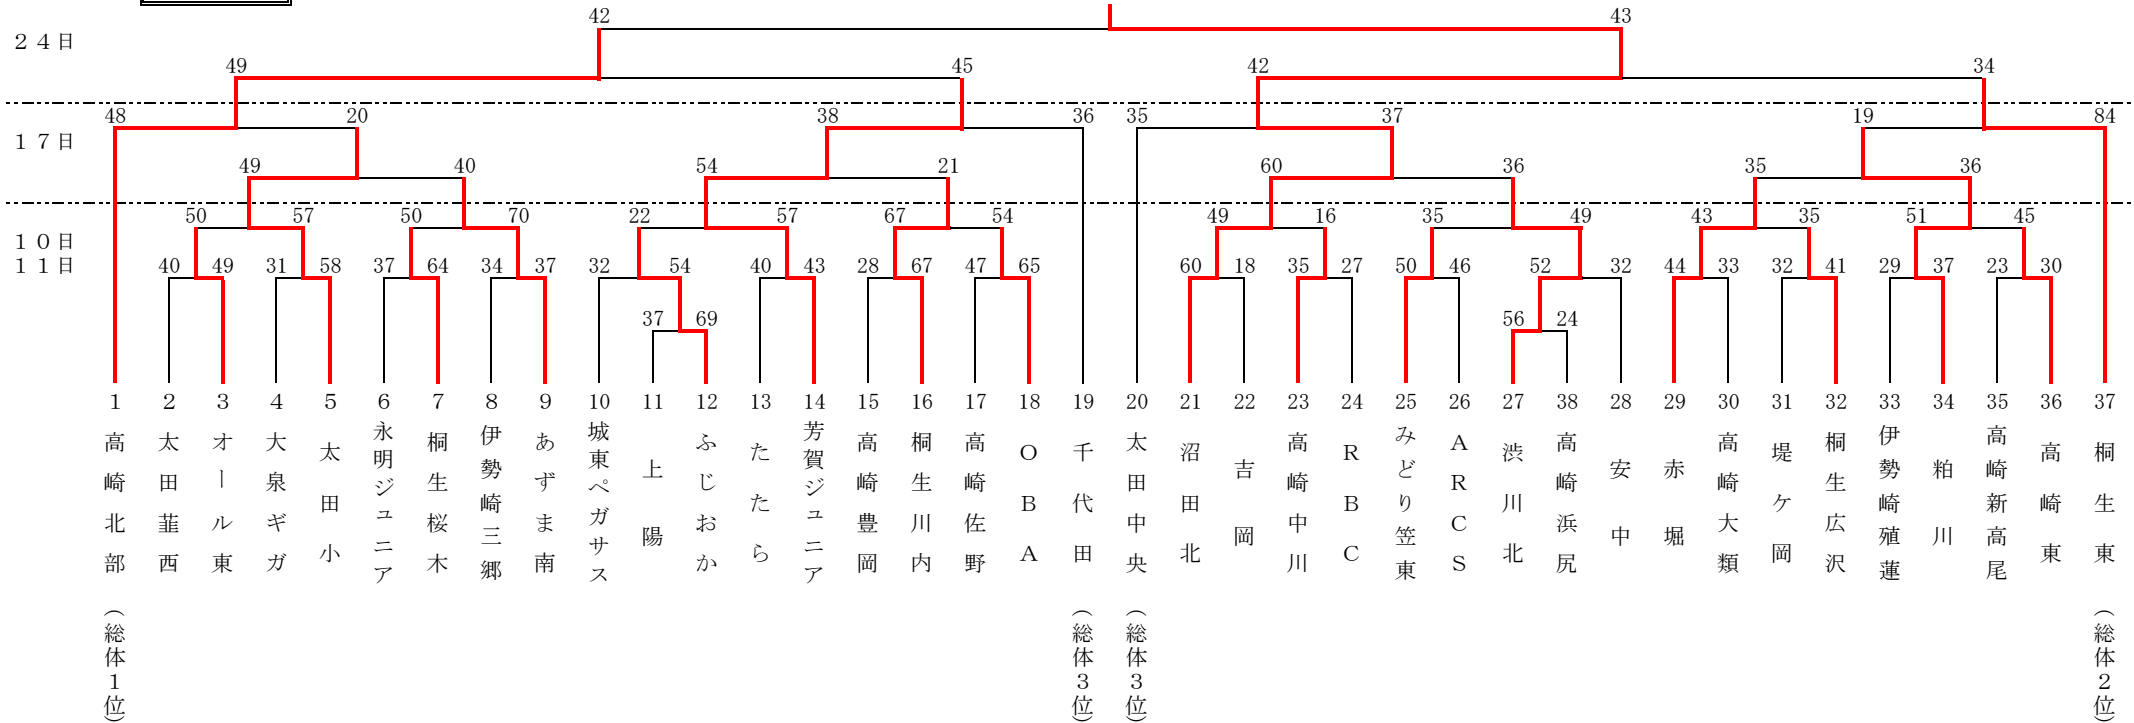 42 43
２４日
49 45 42 34
48 20 38 36 35 37 19 84
１７日
49 40 54 21 60 36 35 36
50 57 50 70 22 57 67 54 49 16 35 49 43 35 51 45
１０日
１１日
40 49 31 58 37 64 34 37 32 54 40 43 28 67 47 65 60 18 35 27 50 46 52 32 44 33 32 41 29 37 23 30
37 69 56 24
1 2 3 4 5 6 7 8 9 10 11 12 13 14 15 16 17 18 19 20 21 22 23 24 25 26 27 38 28 29 30 31 32 33 34 35 36 37
高崎北部
太田韮西
オール東
大泉ギガ
太田小
永明ジュニア
桐生桜木
伊勢崎三郷
あずま南
城東ペガサス
上陽
ふじおか
たたら
芳賀ジュニア
高崎豊岡
桐生川内
高崎佐野
ＯＢＡ
千代田
太田中央
沼田北
吉岡
高崎中川
ＲＢＣ
みどり笠東
ＡＲＣＳ
渋川北
高崎浜尻
安中
赤堀
高崎大類
堤ケ岡
桐生広沢
伊勢崎殖蓮
粕川
高崎新高尾
高崎東
桐生東
（総体１位）
（総体３位）
（総体３位）
（総体２位）